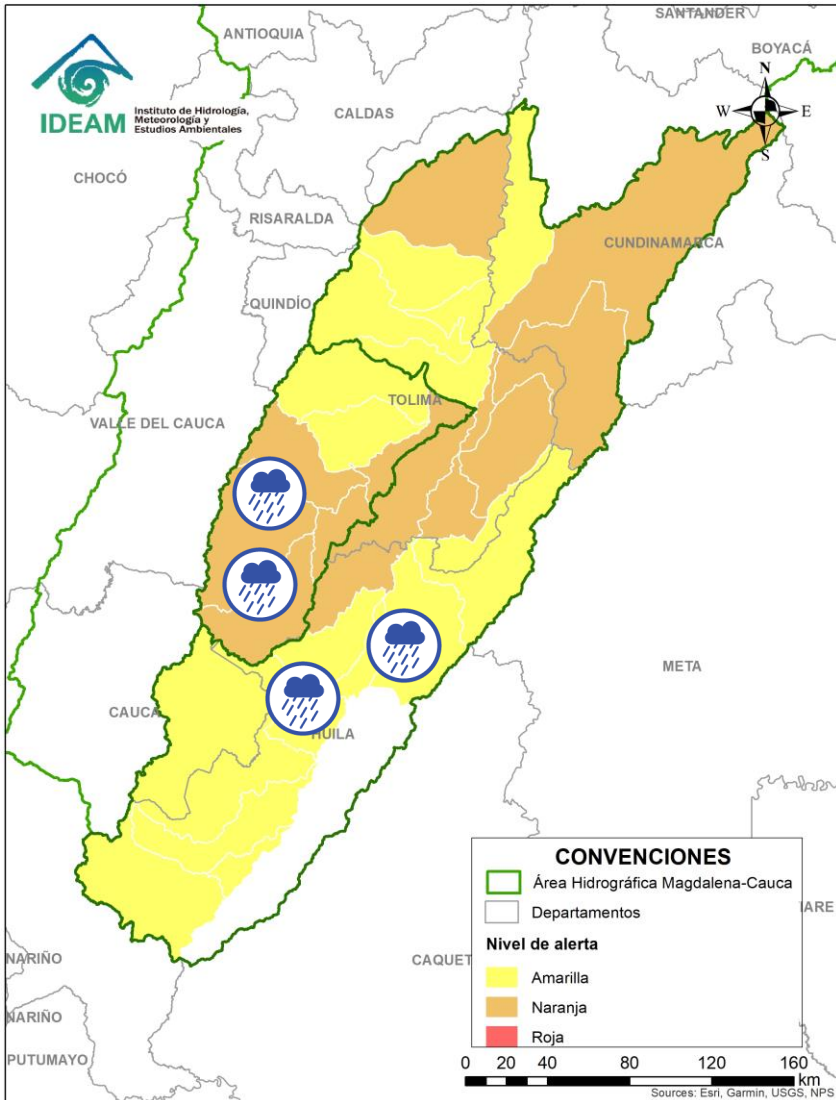 SANTANDER
ANTIOQUIA
BOYACÁ
N
W E
S
IDEAM
Instituto de Hidrología,
Meteorología y
Estudios Ambientales
CALDAS
CHOCÓ
RISARALDA
CUNDINAMARCA
QUINDÍO
TOLIMA
VALLE DEL CAUCA
META
CAUCA
HUILA
CONVENCIONES
Área Hidrográfica Magdalena-Cauca
Departamentos
Nivel de alerta
Amarilla
Naranja
Roja
IARE
NARIÑO
CAQUET
NARIÑO
PUTUMAYO
0 20 40 80 120 160
km
Sources: Esri, Garmin, USGS, NPS